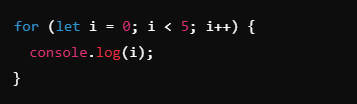 for (let i = 0; i < 5; i++) {
  console.log(i);
}